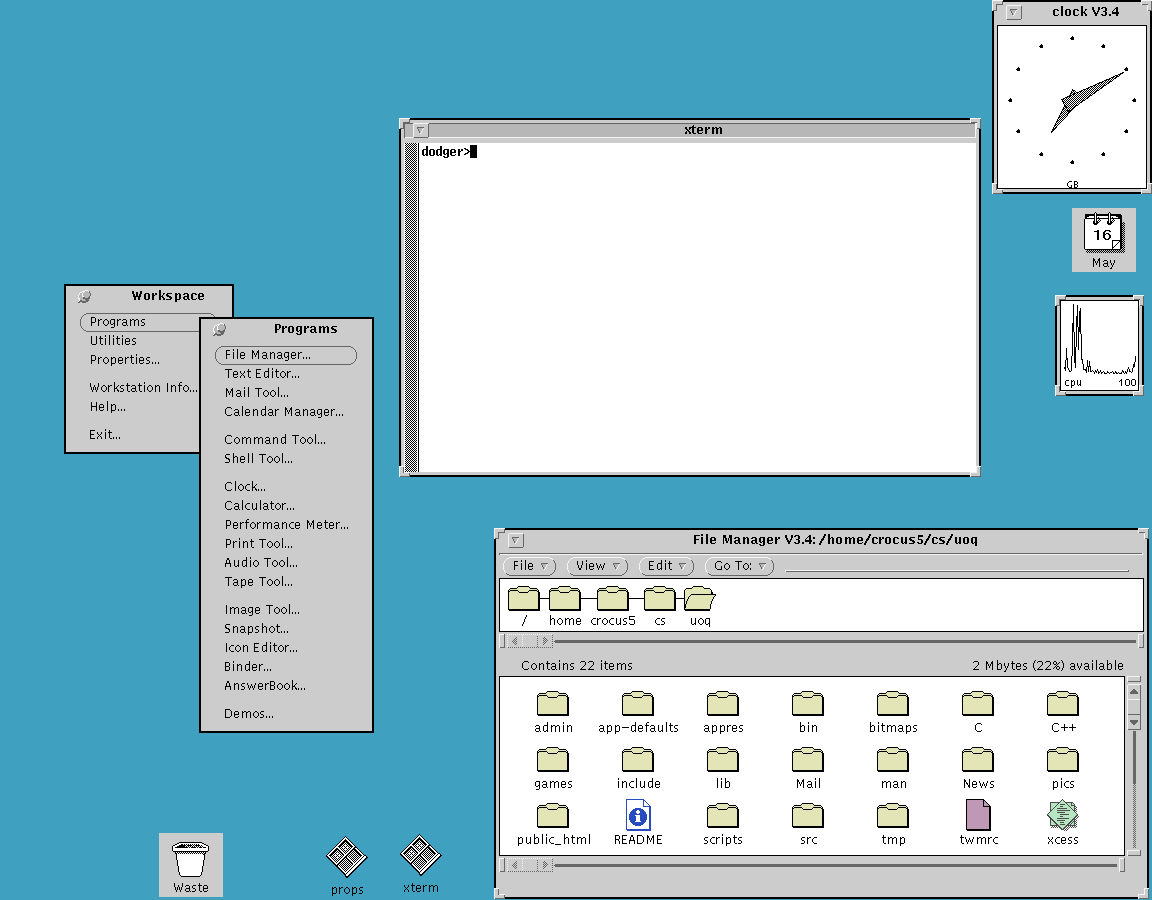 clock V3.4
GB
xterm
dodger>
16
May
cpu 100
Workspace
Programs
Utilities
Properties...
Workstation Info...
Help...
Exit...
Programs
File Manager...
Text Editor...
Mail Tool...
Calendar Manager...
Command Tool...
Shell Tool...
Clock...
Calculator...
Performance Meter...
Print Tool...
Audio Tool...
Tape Tool...
Image Tool...
Snapshot...
Icon Editor...
Binder...
AnswerBook...
Demos...
File Manager V3.4: /home/crocus5/cs/uoq
File View Edit Go To:
/ home crocus5 cs uoq
Contains 22 items 2 Mbytes (22%) available
admin app-defaults appres bin bitmaps C C++
games include lib Mail man News pics
public_html README scripts src tmp twmrc xcess
Waste
props
xterm